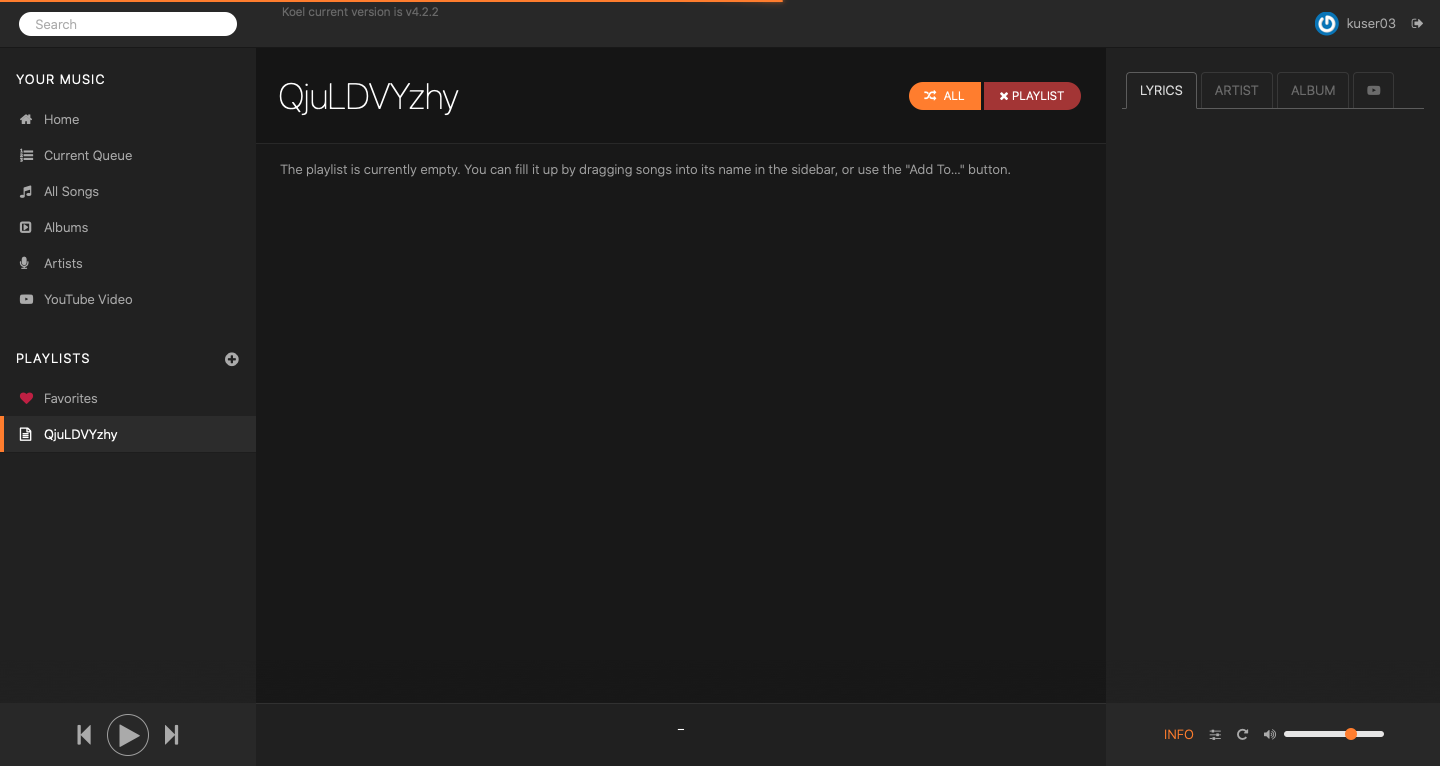 Search
Koel current version is v4.2.2
kuser03
YOUR MUSIC
Home
Current Queue
All Songs
Albums
Artists
YouTube Video
PLAYLISTS
Favorites
QjuLDVYzhy
QjuLDVYzhy
ALL
PLAYLIST
The playlist is currently empty. You can fill it up by dragging songs into its name in the sidebar, or use the "Add To…" button.
LYRICS
ARTIST
ALBUM
–
INFO